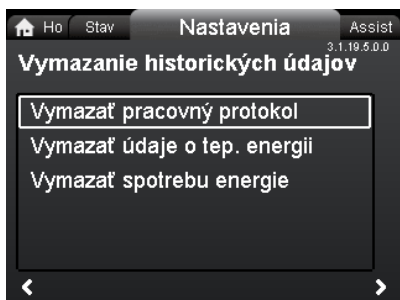 Ho Stav Nastavenia Assist
3.1.19.5.0.0
Vymazanie historických údajov
Vymazať pracovný protokol
Vymazať údaje o tep. energii
Vymazať spotrebu energie